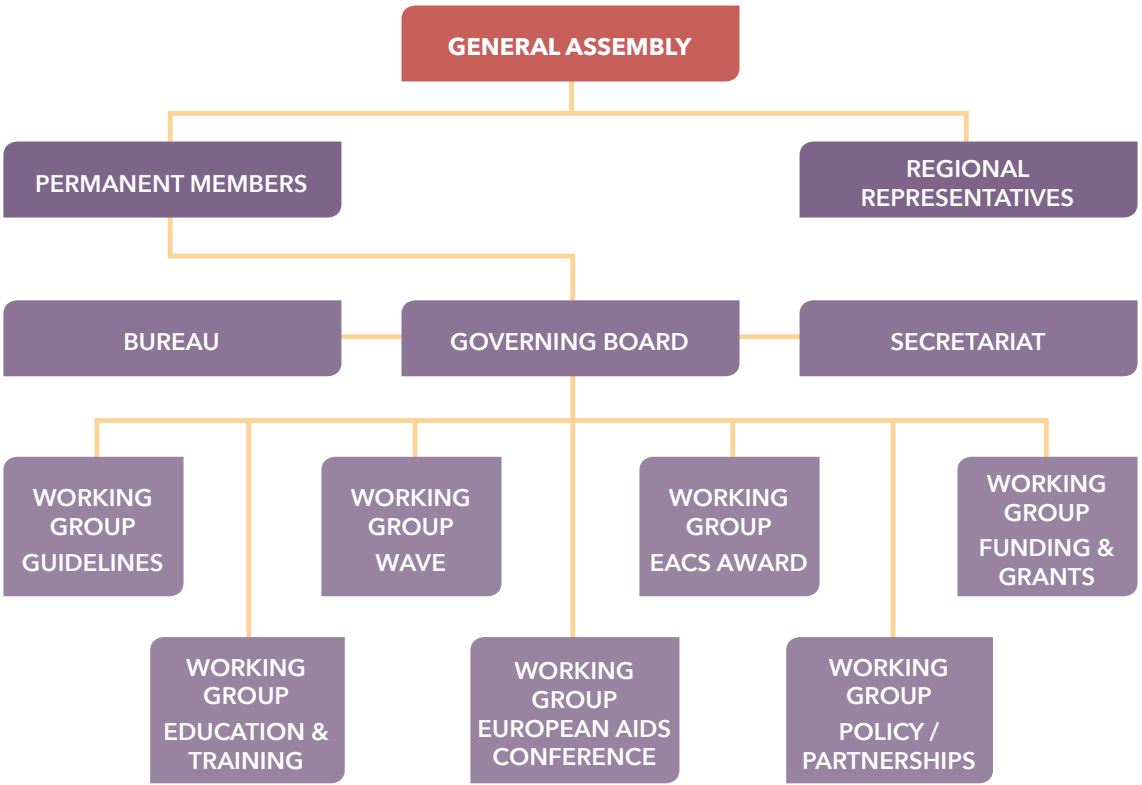 GENERAL ASSEMBLY
PERMANENT MEMBERS
REGIONAL
REPRESENTATIVES
BUREAU
GOVERNING BOARD
SECRETARIAT
WORKING
GROUP
GUIDELINES
WORKING
GROUP
WAVE
WORKING
GROUP
EACS AWARD
WORKING
GROUP
FUNDING &
GRANTS
WORKING
GROUP
EDUCATION &
TRAINING
WORKING
GROUP
EUROPEAN AIDS
CONFERENCE
WORKING
GROUP
POLICY /
PARTNERSHIPS